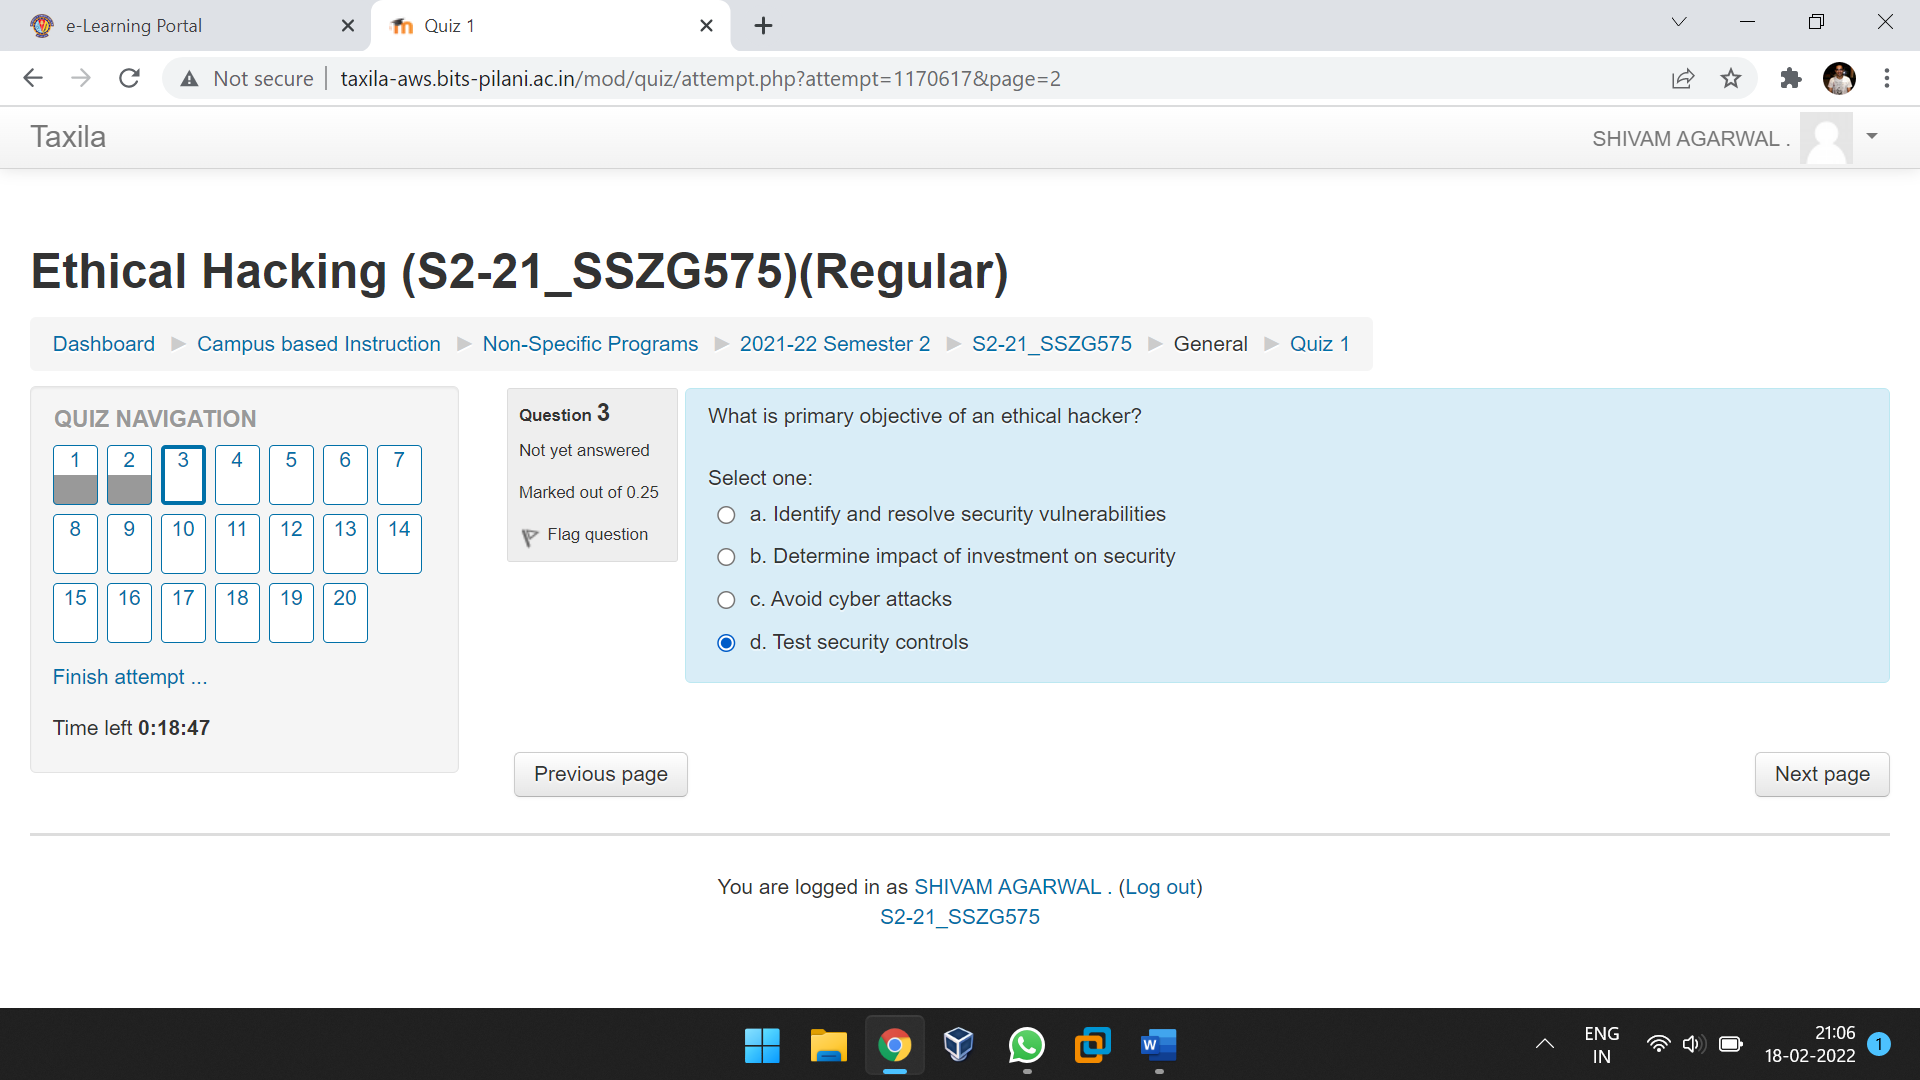 e-Learning Portal
Quiz 1
Not secure
taxila-aws.bits-pilani.ac.in/mod/quiz/attempt.php?attempt=1170617&page=2
Taxila
SHIVAM AGARWAL .
Ethical Hacking (S2-21_SSZG575)(Regular)
Dashboard ► Campus based Instruction ► Non-Specific Programs ► 2021-22 Semester 2 ► S2-21_SSZG575 ► General ► Quiz 1
QUIZ NAVIGATION
1 2 3 4 5 6 7
8 9 10 11 12 13 14
15 16 17 18 19 20
Finish attempt ...
Time left 0:18:47
Question 3
Not yet answered
Marked out of 0.25
Flag question
What is primary objective of an ethical hacker?
Select one:
a. Identify and resolve security vulnerabilities
b. Determine impact of investment on security
c. Avoid cyber attacks
d. Test security controls
Previous page
Next page
You are logged in as SHIVAM AGARWAL . (Log out)
S2-21_SSZG575
W
ENG
IN
21:06
18-02-2022
1